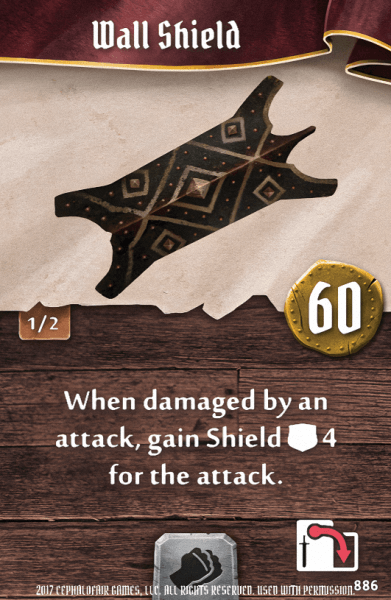 Wall Shield
1/2
60
When damaged by an
attack, gain Shield 4
for the attack.
2017 CEPHALOFAIR GAMES, LLC. ALL RIGHTS RESERVED. USED WITH PERMISSION.
886